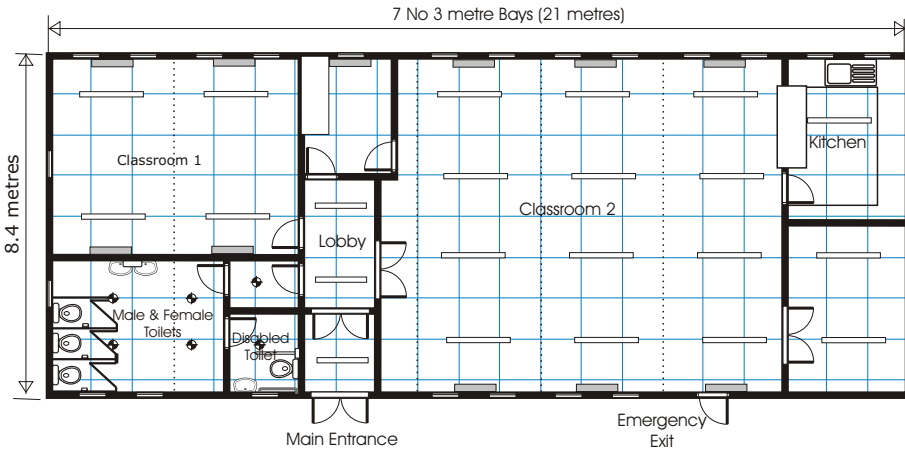 7 No 3 metre Bays (21 metres)
8.4 metres
Classroom 1
Kitchen
Classroom 2
Lobby
Male & Female
Toilets
Disabled
Toilet
Main Entrance
Emergency
Exit